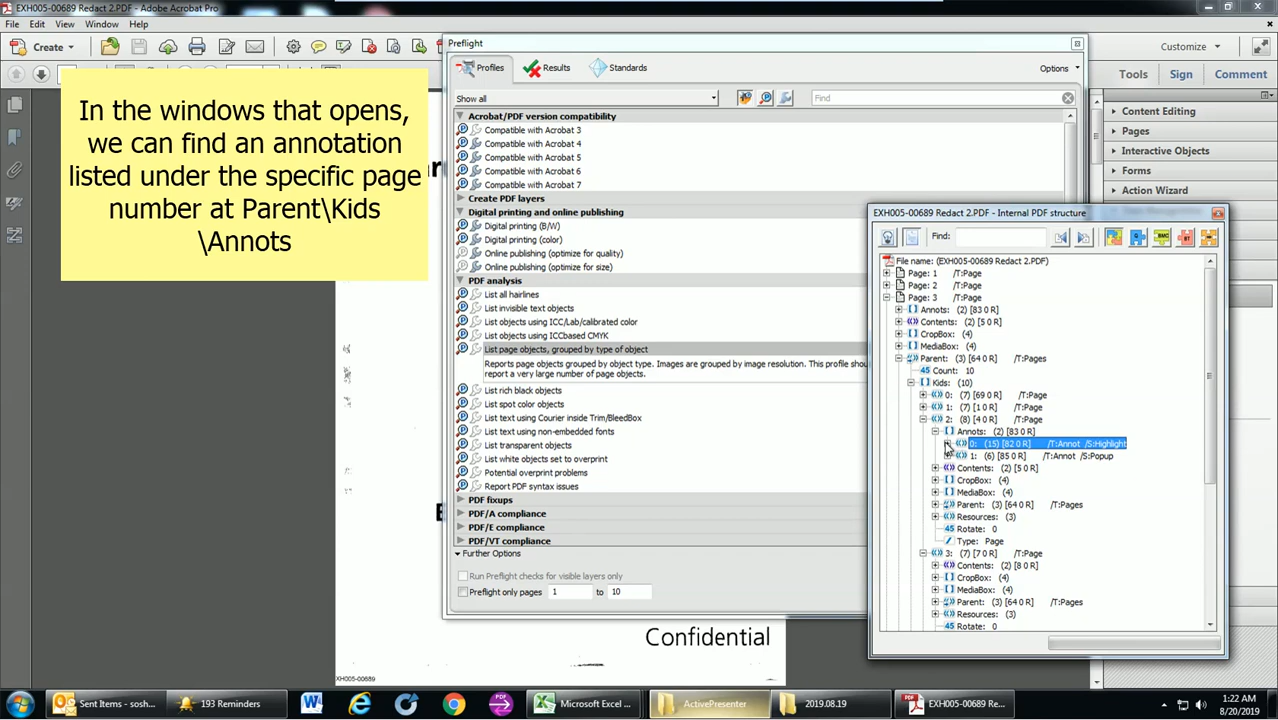 EXH005-00689 Redact 2.PDF - Adobe Acrobat Pro
File Edit View Window Help
Create
Customize
Tools Sign Comment
In the windows that opens,
we can find an annotation
listed under the specific page
number at Parent\Kids
\Annots
Preflight
Profiles Results Standards
Options
Show all
Find
Acrobat/PDF version compatibility
Compatible with Acrobat 3
Compatible with Acrobat 4
Compatible with Acrobat 5
Compatible with Acrobat 6
Compatible with Acrobat 7
Create PDF layers
Digital printing and online publishing
Digital printing (B/W)
Digital printing (color)
Online publishing (optimize for quality)
Online publishing (optimize for size)
PDF analysis
List all hairlines
List invisible text objects
List objects using ICC/Lab/calibrated color
List objects using ICCbased CMYK
List page objects, grouped by type of object
Reports page objects grouped by object type. Images are grouped by image resolution. This profile shou
report a very large number of page objects.
List rich black objects
List spot color objects
List text using Courier inside Trim/BleedBox
List text using non-embedded fonts
List transparent objects
List white objects set to overprint
Potential overprint problems
Report PDF syntax issues
PDF fixups
PDF/A compliance
PDF/E compliance
PDF/VT compliance
Further Options
Run Preflight checks for visible layers only
Preflight only pages 1 to 10
Content Editing
Pages
Interactive Objects
Forms
Action Wizard
EXH005-00689 Redact 2.PDF - Internal PDF structure
Find:
File name: (EXH005-00689 Redact 2.PDF)
Page: 1 /T:Page
Page: 2 /T:Page
Page: 3 /T:Page
Annots: (2) [83 0 R]
Contents: (2) [5 0 R]
CropBox: (4)
MediaBox: (4)
Parent: (3) [64 0 R] /T:Pages
45 Count: 10
Kids: (10)
0: (7) [69 0 R] /T:Page
1: (7) [1 0 R] /T:Page
2: (8) [4 0 R] /T:Page
Annots: (2) [83 0 R]
0: (15) [82 0 R] /T:Annot /S:Highlight
1: (6) [85 0 R] /T:Annot /S:Popup
Contents: (2) [5 0 R]
CropBox: (4)
MediaBox: (4)
Parent: (3) [64 0 R] /T:Pages
Resources: (3)
45 Rotate: 0
Type: Page
3: (7) [7 0 R] /T:Page
Contents: (2) [8 0 R]
CropBox: (4)
MediaBox: (4)
Parent: (3) [64 0 R] /T:Pages
Resources: (3)
45 Rotate: 0
Confidential
XH005-00689
Sent Items - sosh...
193 Reminders
Microsoft Excel ...
ActivePresenter
2019.08.19
EXH005-00689 Re...
1:22 AM
8/20/2019